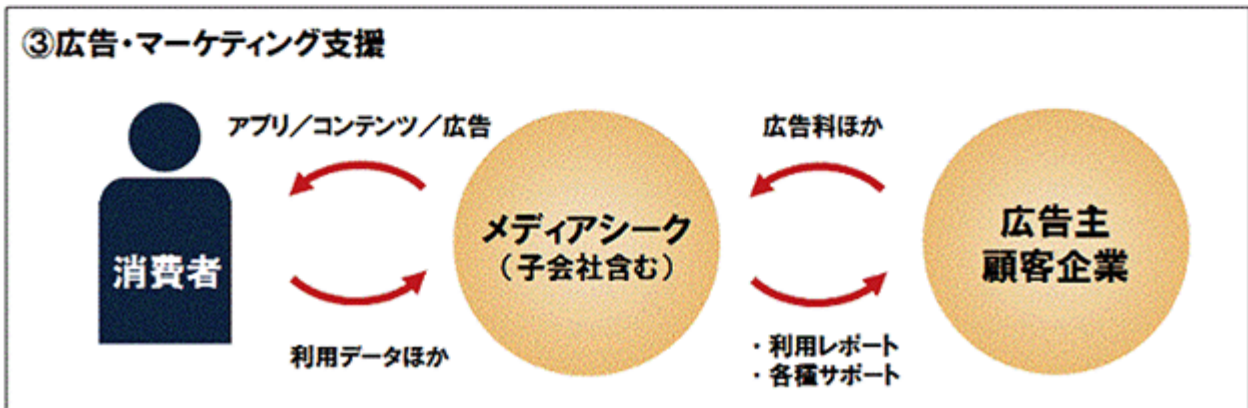 ③広告・マーケティング支援
アプリ／コンテンツ／広告
広告料ほか
消費者
メディアシーク
（子会社含む）
広告主
顧客企業
利用データほか
・利用レポート
・各種サポート